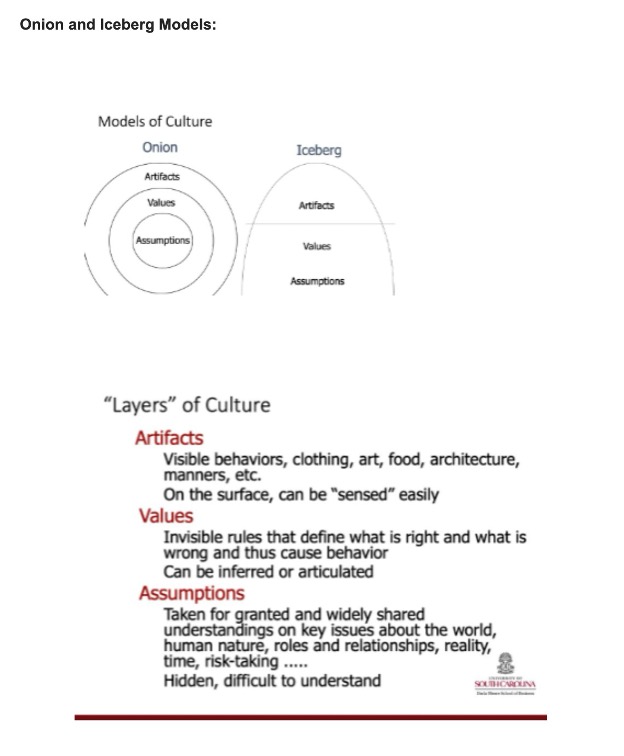 Onion and Iceberg Models:
Models of Culture
Onion
Iceberg
Artifacts
Values
Assumptions
Artifacts
Values
Assumptions
“Layers” of Culture
Artifacts
Visible behaviors, clothing, art, food, architecture,
manners, etc.
On the surface, can be “sensed” easily
Values
Invisible rules that define what is right and what is
wrong and thus cause behavior
Can be inferred or articulated
Assumptions
Taken for granted and widely shared
understandings on key issues about the world,
human nature, roles and relationships, reality,
time, risk-taking .....
Hidden, difficult to understand
UNIVERSITY OF
SOUTH CAROLINA